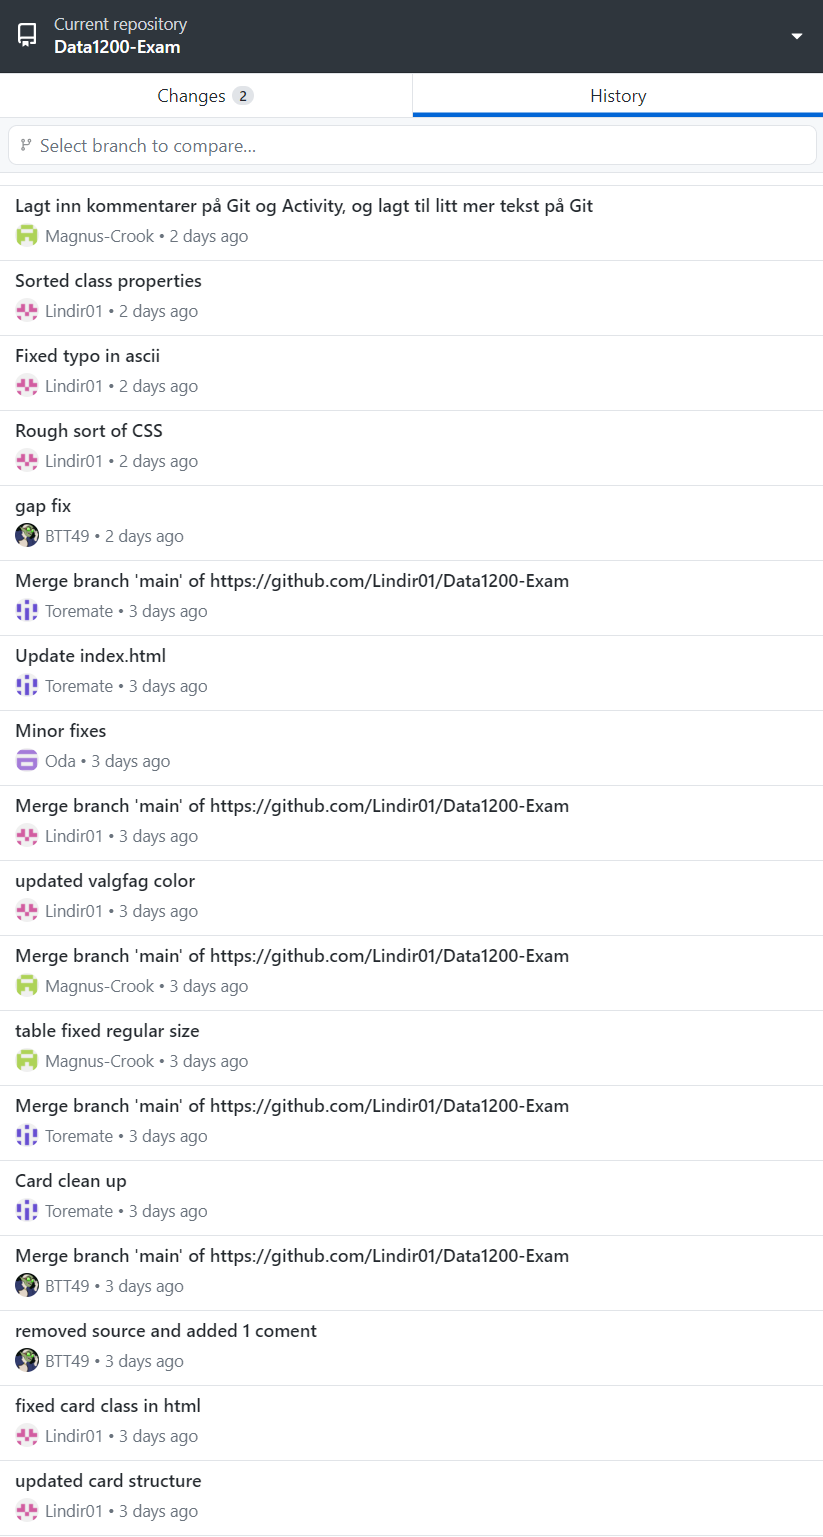 Current repository
Data1200-Exam
Changes 2
History
Select branch to compare...
Lagt inn kommentarer på Git og Activity, og lagt til litt mer tekst på Git
Magnus-Crook • 2 days ago
Sorted class properties
Lindir01 • 2 days ago
Fixed typo in ascii
Lindir01 • 2 days ago
Rough sort of CSS
Lindir01 • 2 days ago
gap fix
BTT49 • 2 days ago
Merge branch 'main' of https://github.com/Lindir01/Data1200-Exam
Toremate • 3 days ago
Update index.html
Toremate • 3 days ago
Minor fixes
Oda • 3 days ago
Merge branch 'main' of https://github.com/Lindir01/Data1200-Exam
Lindir01 • 3 days ago
updated valgfag color
Lindir01 • 3 days ago
Merge branch 'main' of https://github.com/Lindir01/Data1200-Exam
Magnus-Crook • 3 days ago
table fixed regular size
Magnus-Crook • 3 days ago
Merge branch 'main' of https://github.com/Lindir01/Data1200-Exam
Toremate • 3 days ago
Card clean up
Toremate • 3 days ago
Merge branch 'main' of https://github.com/Lindir01/Data1200-Exam
BTT49 • 3 days ago
removed source and added 1 coment
BTT49 • 3 days ago
fixed card class in html
Lindir01 • 3 days ago
updated card structure
Lindir01 • 3 days ago